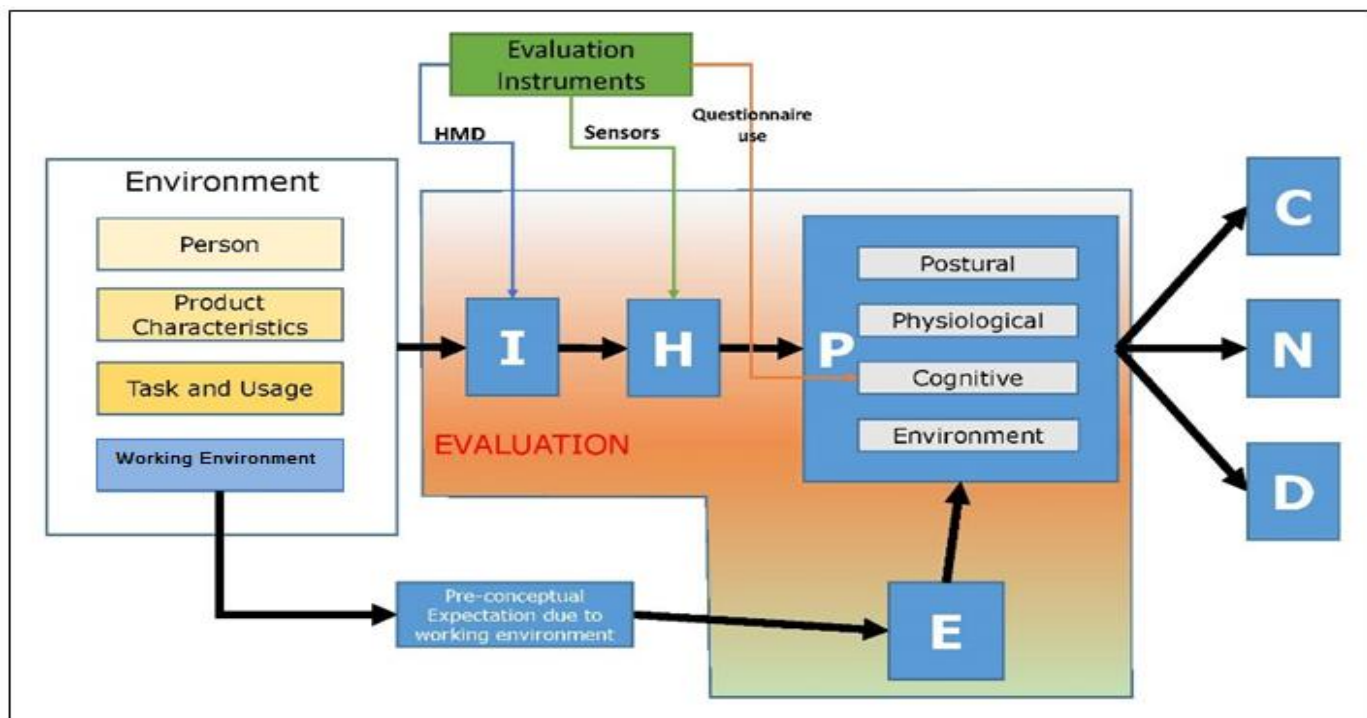 Evaluation
Instruments
HMD
Sensors
Questionnaire
use
Environment
Person
Product
Characteristics
Task and Usage
Working Environment
I
H
P
Postural
Physiological
Cognitive
Environment
EVALUATION
C
N
D
Pre-conceptual
Expectation due to
working environment
E